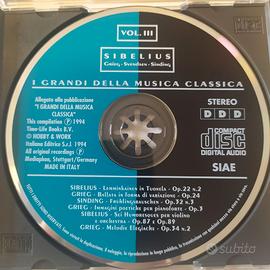 VOL. III
SIBELIUS
Grieg - Svendsen - Sinding
I GRANDI DELLA MUSICA CLASSICA
Allegato alla pubblicazione
"I GRANDI DELLA MUSICA
CLASSICA"
This compilation ℗ 1994
Time-Life Books B.V.
© HOBBY & WORK
Italiana Editrice S.r.l 1994
All original recordings ℗
Mediaphon, Stuttgart/Germany
MADE IN ITALY
STEREO
DDD
COMPACT
disc
DIGITAL AUDIO
SIAE
SIBELIUS - Lemminkainen in Tuonela - Op.22 n.2
GRIEG - Ballata in forma di variazione - Op.24
SINDING - Frühlingsrauschen - Op.32 n.3
GRIEG - Immagini poetiche per pianoforte - Op.3
SIBELIUS - Sei Humoresques per violino
e orchestra - Op.87 e Op.89
GRIEG - Melodie Elegiache - Op.34 n.2
subito